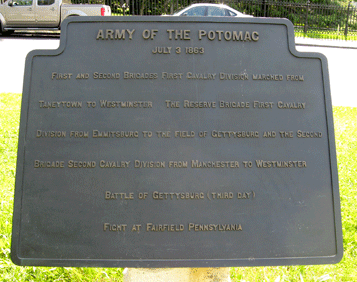 ARMY OF THE POTOMAC
JULY 3 1863
FIRST AND SECOND BRIGADES FIRST CAVALRY DIVISION MARCHED FROM
TANEYTOWN TO WESTMINSTER THE RESERVE BRIGADE FIRST CAVALRY
DIVISION FROM EMMITSBURG TO THE FIELD OF GETTYSBURG AND THE SECOND
BRIGADE SECOND CAVALRY DIVISION FROM MANCHESTER TO WESTMINSTER
BATTLE OF GETTYSBURG (THIRD DAY)
FIGHT AT FAIRFIELD PENNSYLVANIA